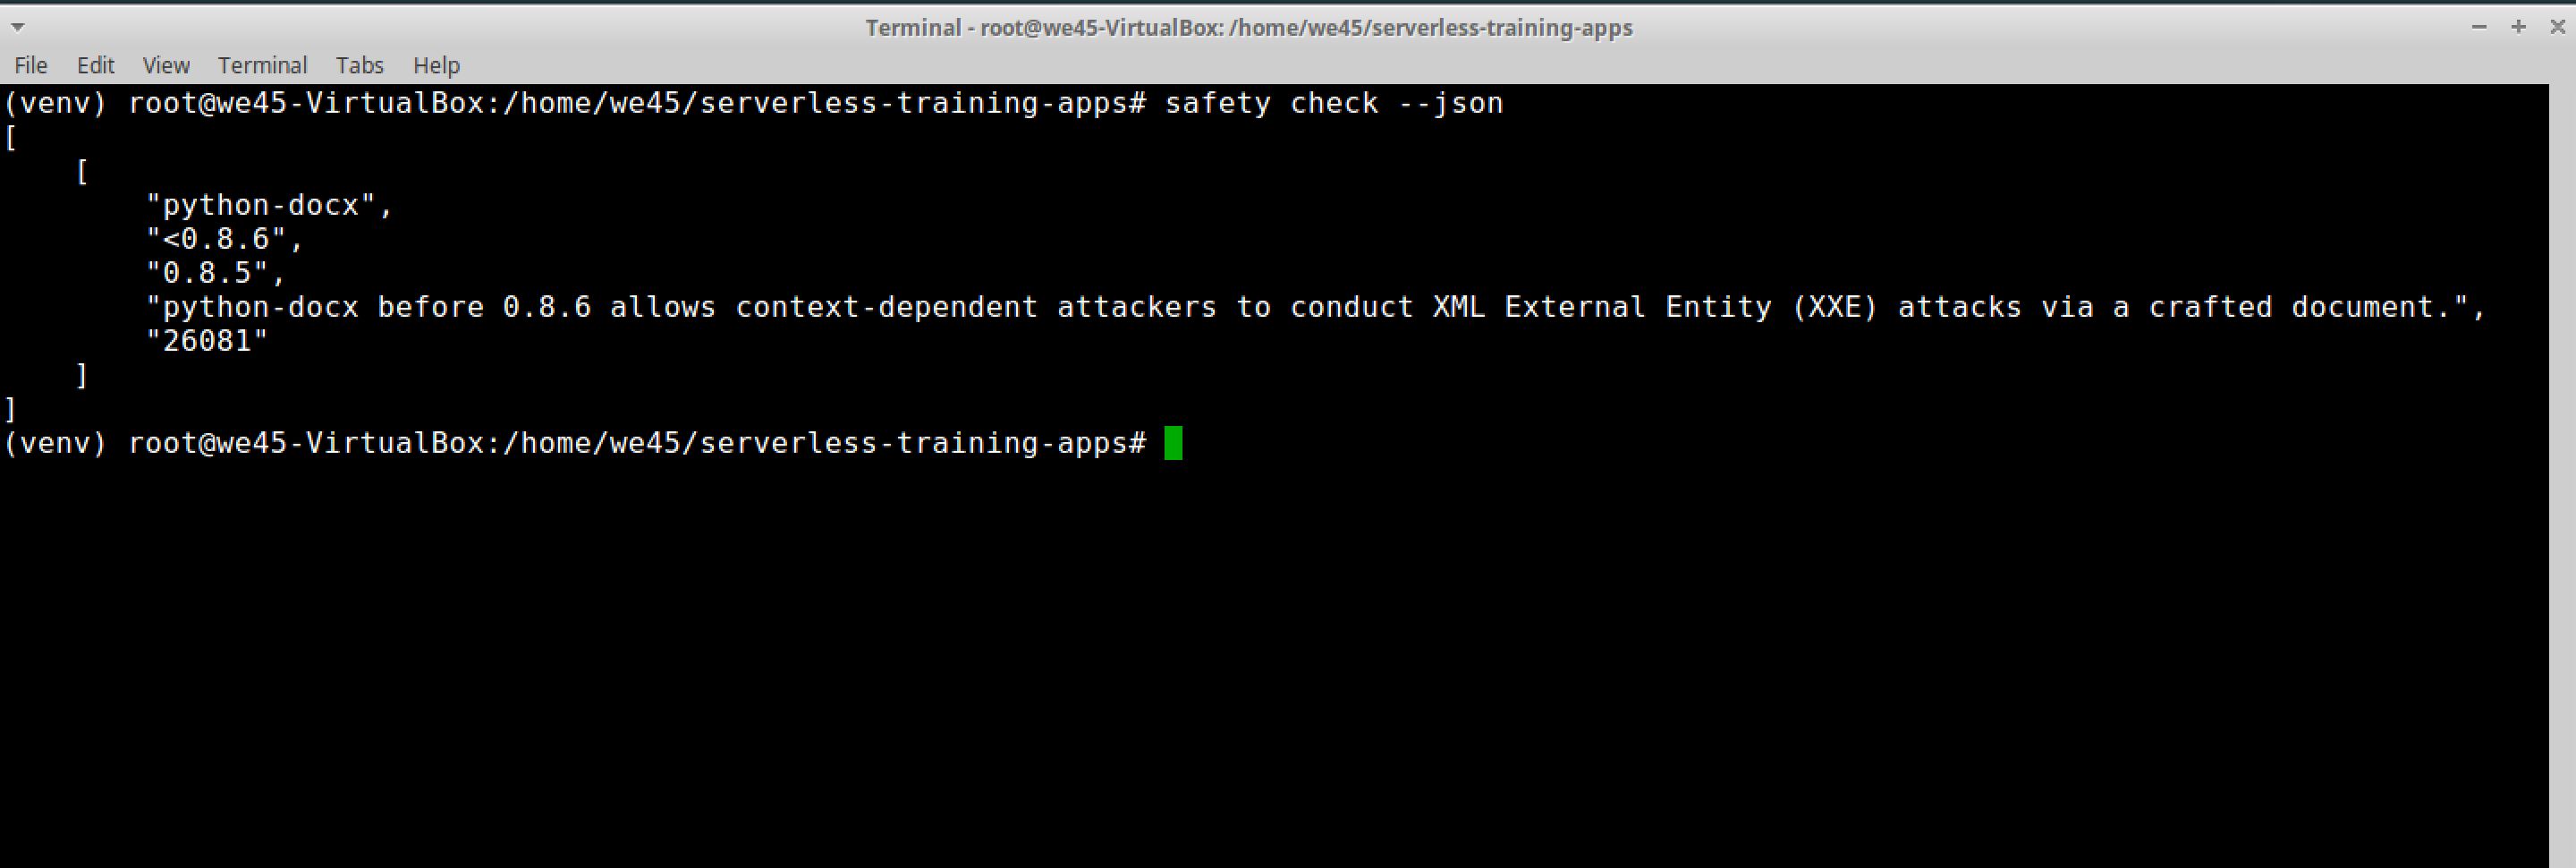 Terminal - root@we45-VirtualBox: /home/we45/serverless-training-apps
File Edit View Terminal Tabs Help
(venv) root@we45-VirtualBox:/home/we45/serverless-training-apps# safety check --json
[
    [
        "python-docx",
        "<0.8.6",
        "0.8.5",
        "python-docx before 0.8.6 allows context-dependent attackers to conduct XML External Entity (XXE) attacks via a crafted document.",
        "26081"
    ]
]
(venv) root@we45-VirtualBox:/home/we45/serverless-training-apps#